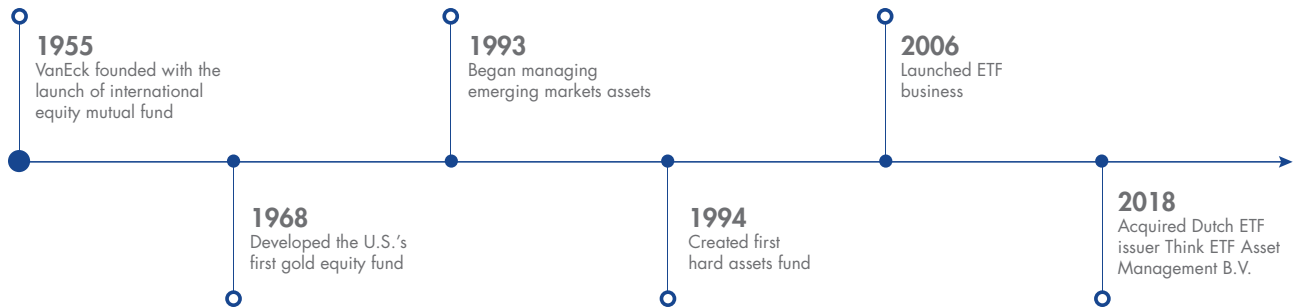 1955
VanEck founded with the
launch of international
equity mutual fund
1968
Developed the U.S.'s
first gold equity fund
1993
Began managing
emerging markets assets
1994
Created first
hard assets fund
2006
Launched ETF
business
2018
Acquired Dutch ETF
issuer Think ETF Asset
Management B.V.